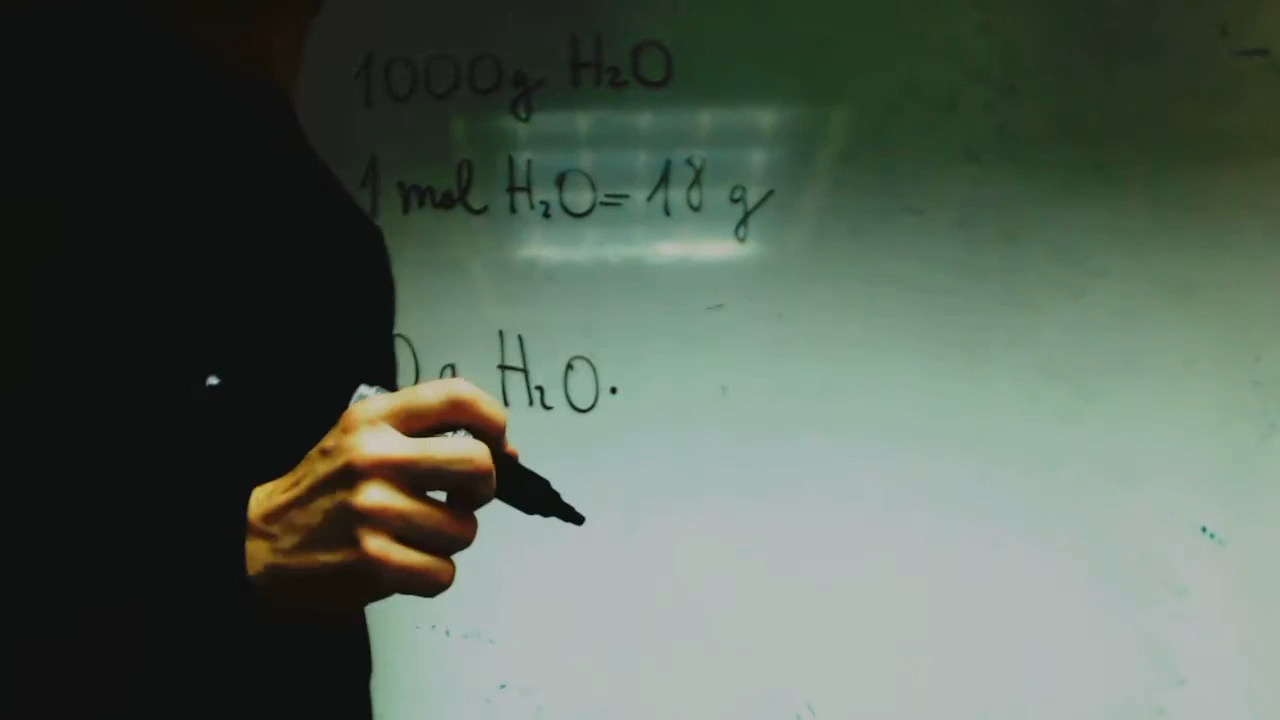 1000g H₂O
1 mol H₂O = 18 g
H₂O·